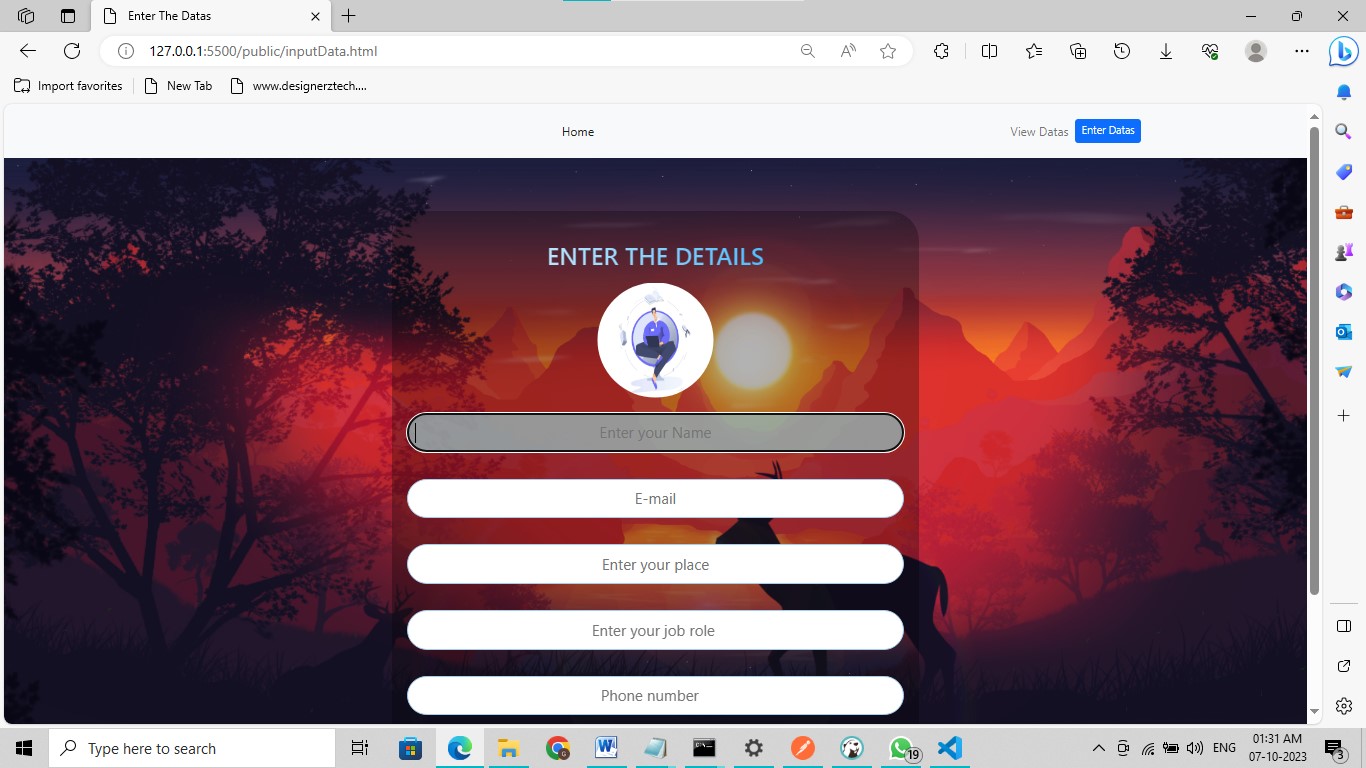 Enter The Datas
127.0.0.1:5500/public/inputData.html
Import favorites
New Tab
www.designerztech....
Home
View Datas
Enter Datas
ENTER THE DETAILS
Enter your Name
E-mail
Enter your place
Enter your job role
Phone number
Type here to search
19
ENG
01:31 AM
07-10-2023
3